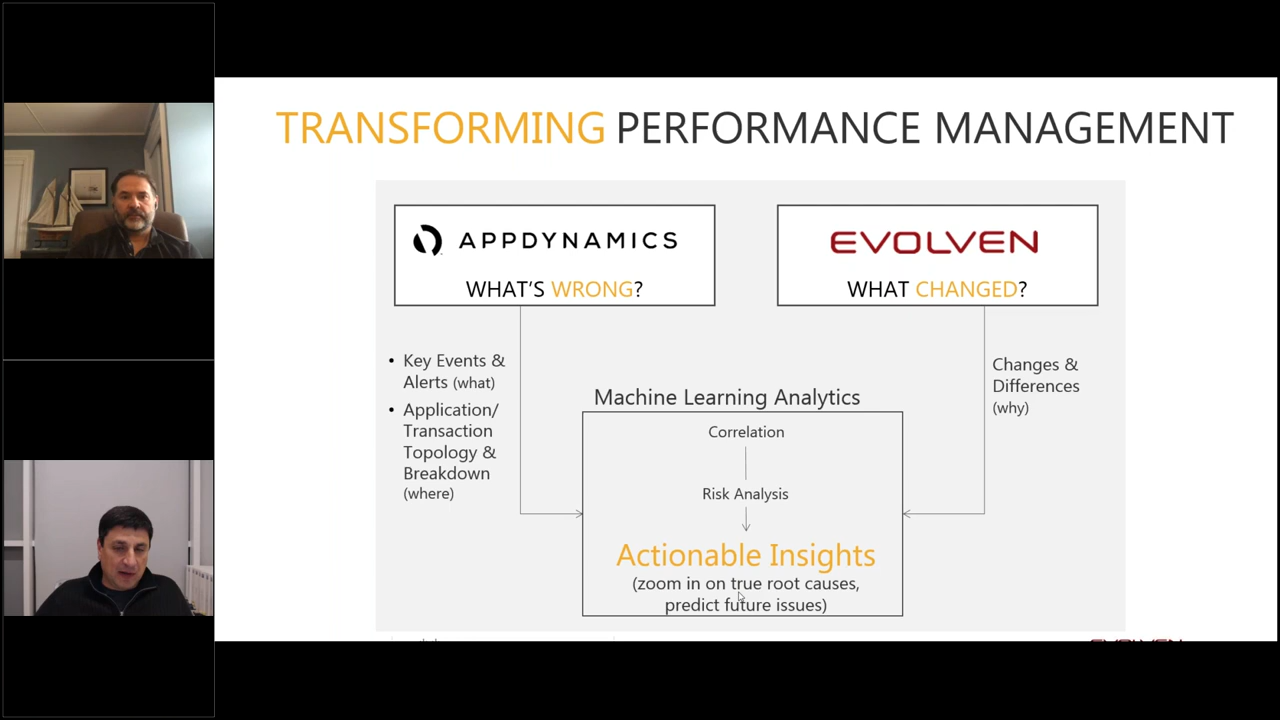 TRANSFORMING PERFORMANCE MANAGEMENT
APPDYNAMICS
WHAT'S WRONG?
EVOLVEN
WHAT CHANGED?
• Key Events &
Alerts (what)
• Application/
Transaction
Topology &
Breakdown
(where)
Changes &
Differences
(why)
Machine Learning Analytics
Correlation
Risk Analysis
Actionable Insights
(zoom in on true root causes,
predict future issues)